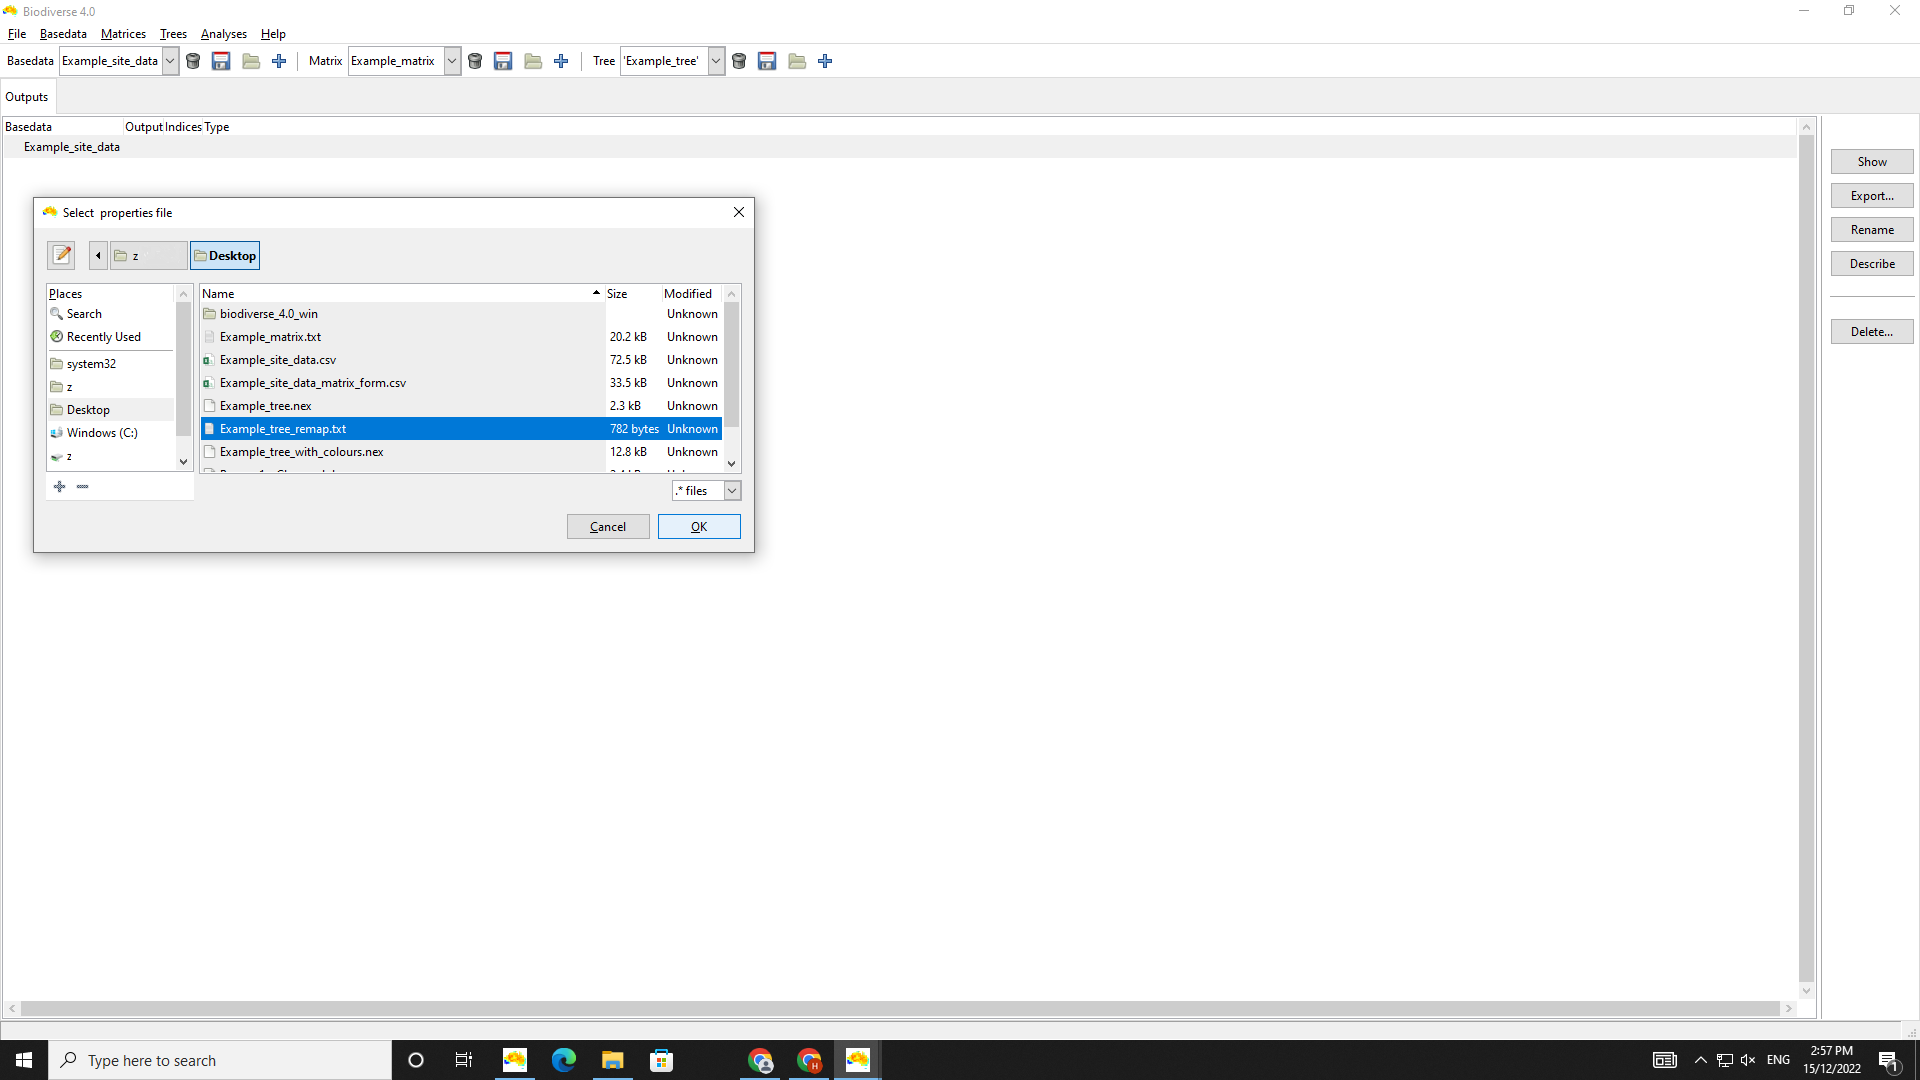 Biodiverse 4.0
File Basedata Matrices Trees Analyses Help
Basedata Example_site_data Matrix Example_matrix Tree 'Example_tree'
Outputs
Basedata Output Indices Type
Example_site_data
Show
Export...
Rename
Describe
Delete...
Select properties file
z Desktop
Places
Search
Recently Used
system32
z
Desktop
Windows (C:)
z
Name Size Modified
biodiverse_4.0_win Unknown
Example_matrix.txt 20.2 kB Unknown
Example_site_data.csv 72.5 kB Unknown
Example_site_data_matrix_form.csv 33.5 kB Unknown
Example_tree.nex 2.3 kB Unknown
Example_tree_remap.txt 782 bytes Unknown
Example_tree_with_colours.nex 12.8 kB Unknown
.* files
Cancel OK
Type here to search
H
ENG
2:57 PM
15/12/2022
1